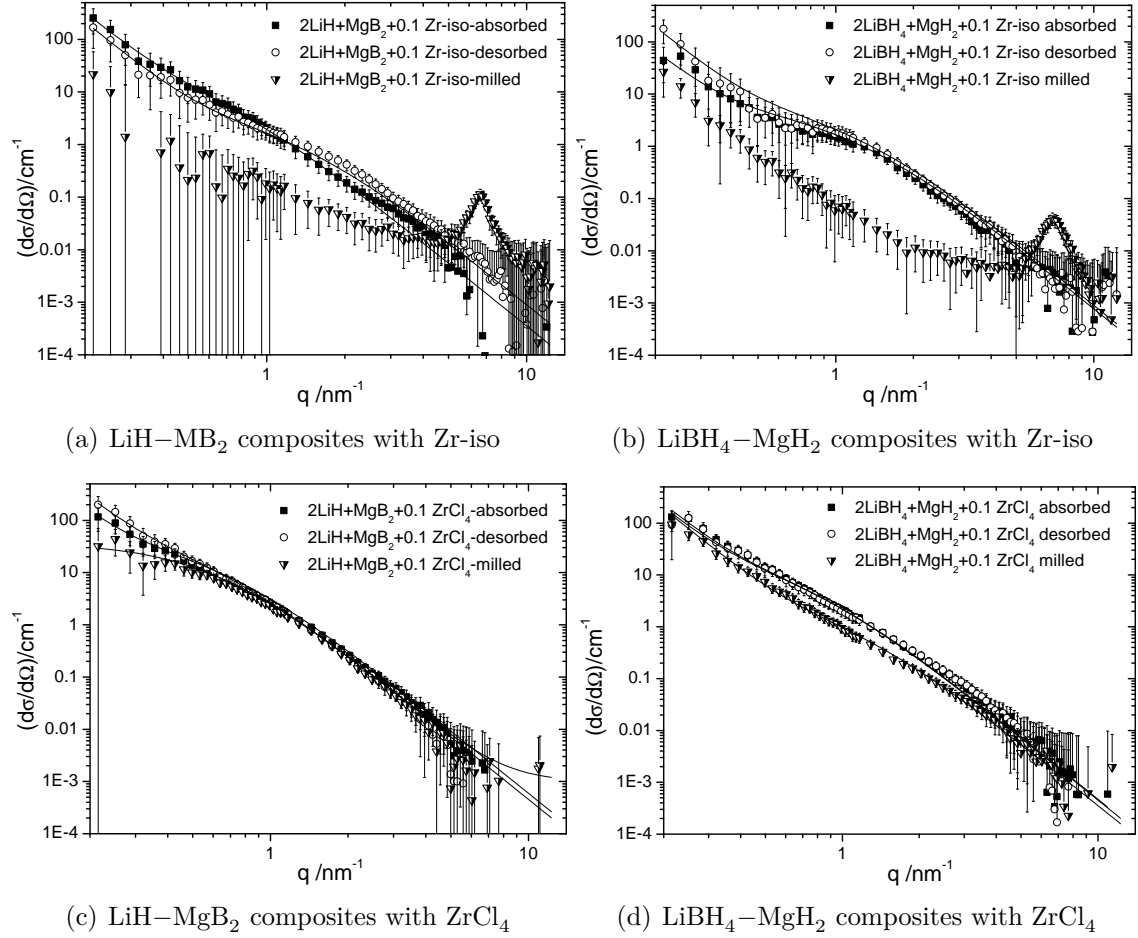 2LiH+MgB₂+0.1 Zr-iso-absorbed
2LiH+MgB₂+0.1 Zr-iso-desorbed
2LiH+MgB₂+0.1 Zr-iso-milled
(dσ/dΩ)/cm⁻¹
100
10
1
0.1
0.01
1E-3
1E-4
1
10
q /nm⁻¹
(a) LiH−MB₂ composites with Zr-iso
2LiBH₄+MgH₂+0.1 Zr-iso absorbed
2LiBH₄+MgH₂+0.1 Zr-iso desorbed
2LiBH₄+MgH₂+0.1 Zr-iso milled
(dσ/dΩ)/cm⁻¹
100
10
1
0.1
0.01
1E-3
1E-4
1
10
q /nm⁻¹
(b) LiBH₄−MgH₂ composites with Zr-iso
2LiH+MgB₂+0.1 ZrCl₄-absorbed
2LiH+MgB₂+0.1 ZrCl₄-desorbed
2LiH+MgB₂+0.1 ZrCl₄-milled
(dσ/dΩ)/cm⁻¹
100
10
1
0.1
0.01
1E-3
1E-4
1
10
q /nm⁻¹
(c) LiH−MgB₂ composites with ZrCl₄
2LiBH₄+MgH₂+0.1 ZrCl₄ absorbed
2LiBH₄+MgH₂+0.1 ZrCl₄ desorbed
2LiBH₄+MgH₂+0.1 ZrCl₄ milled
(dσ/dΩ)/cm⁻¹
100
10
1
0.1
0.01
1E-3
1E-4
1
10
q /nm⁻¹
(d) LiBH₄−MgH₂ composites with ZrCl₄